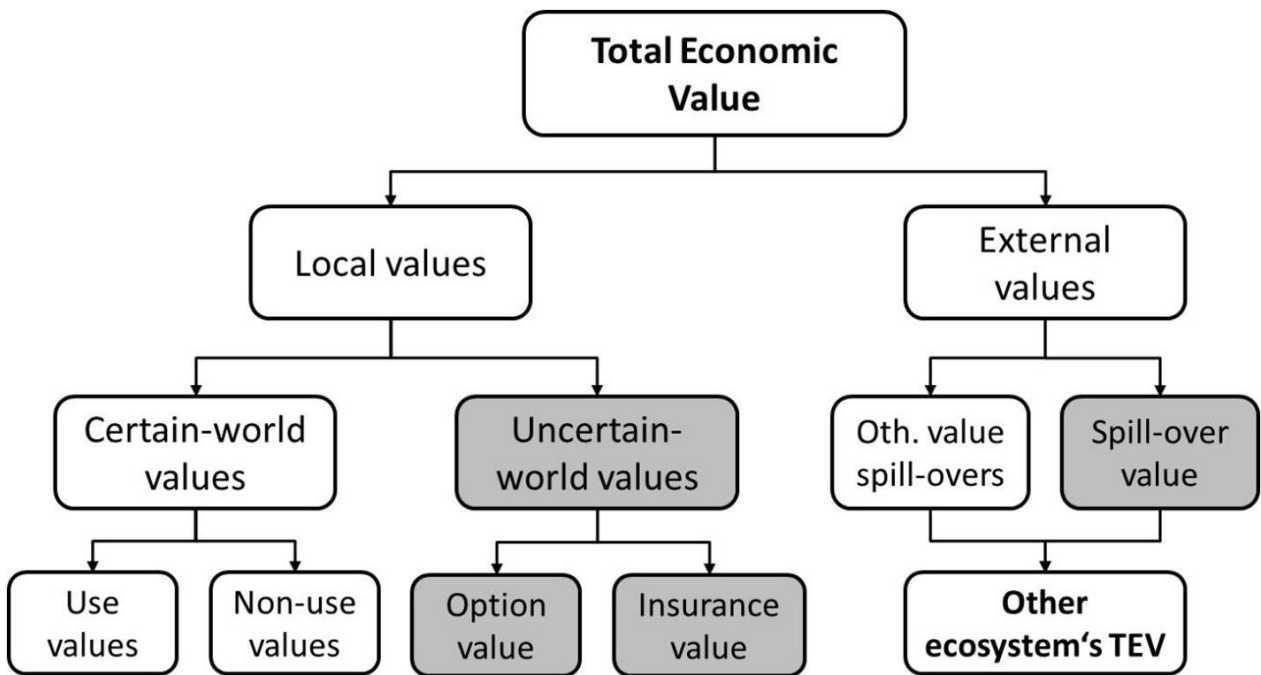 Total Economic
Value
Local values
External
values
Certain-world
values
Uncertain-
world values
Oth. value
spill-overs
Spill-over
value
Use
values
Non-use
values
Option
value
Insurance
value
Other
ecosystem‘s TEV